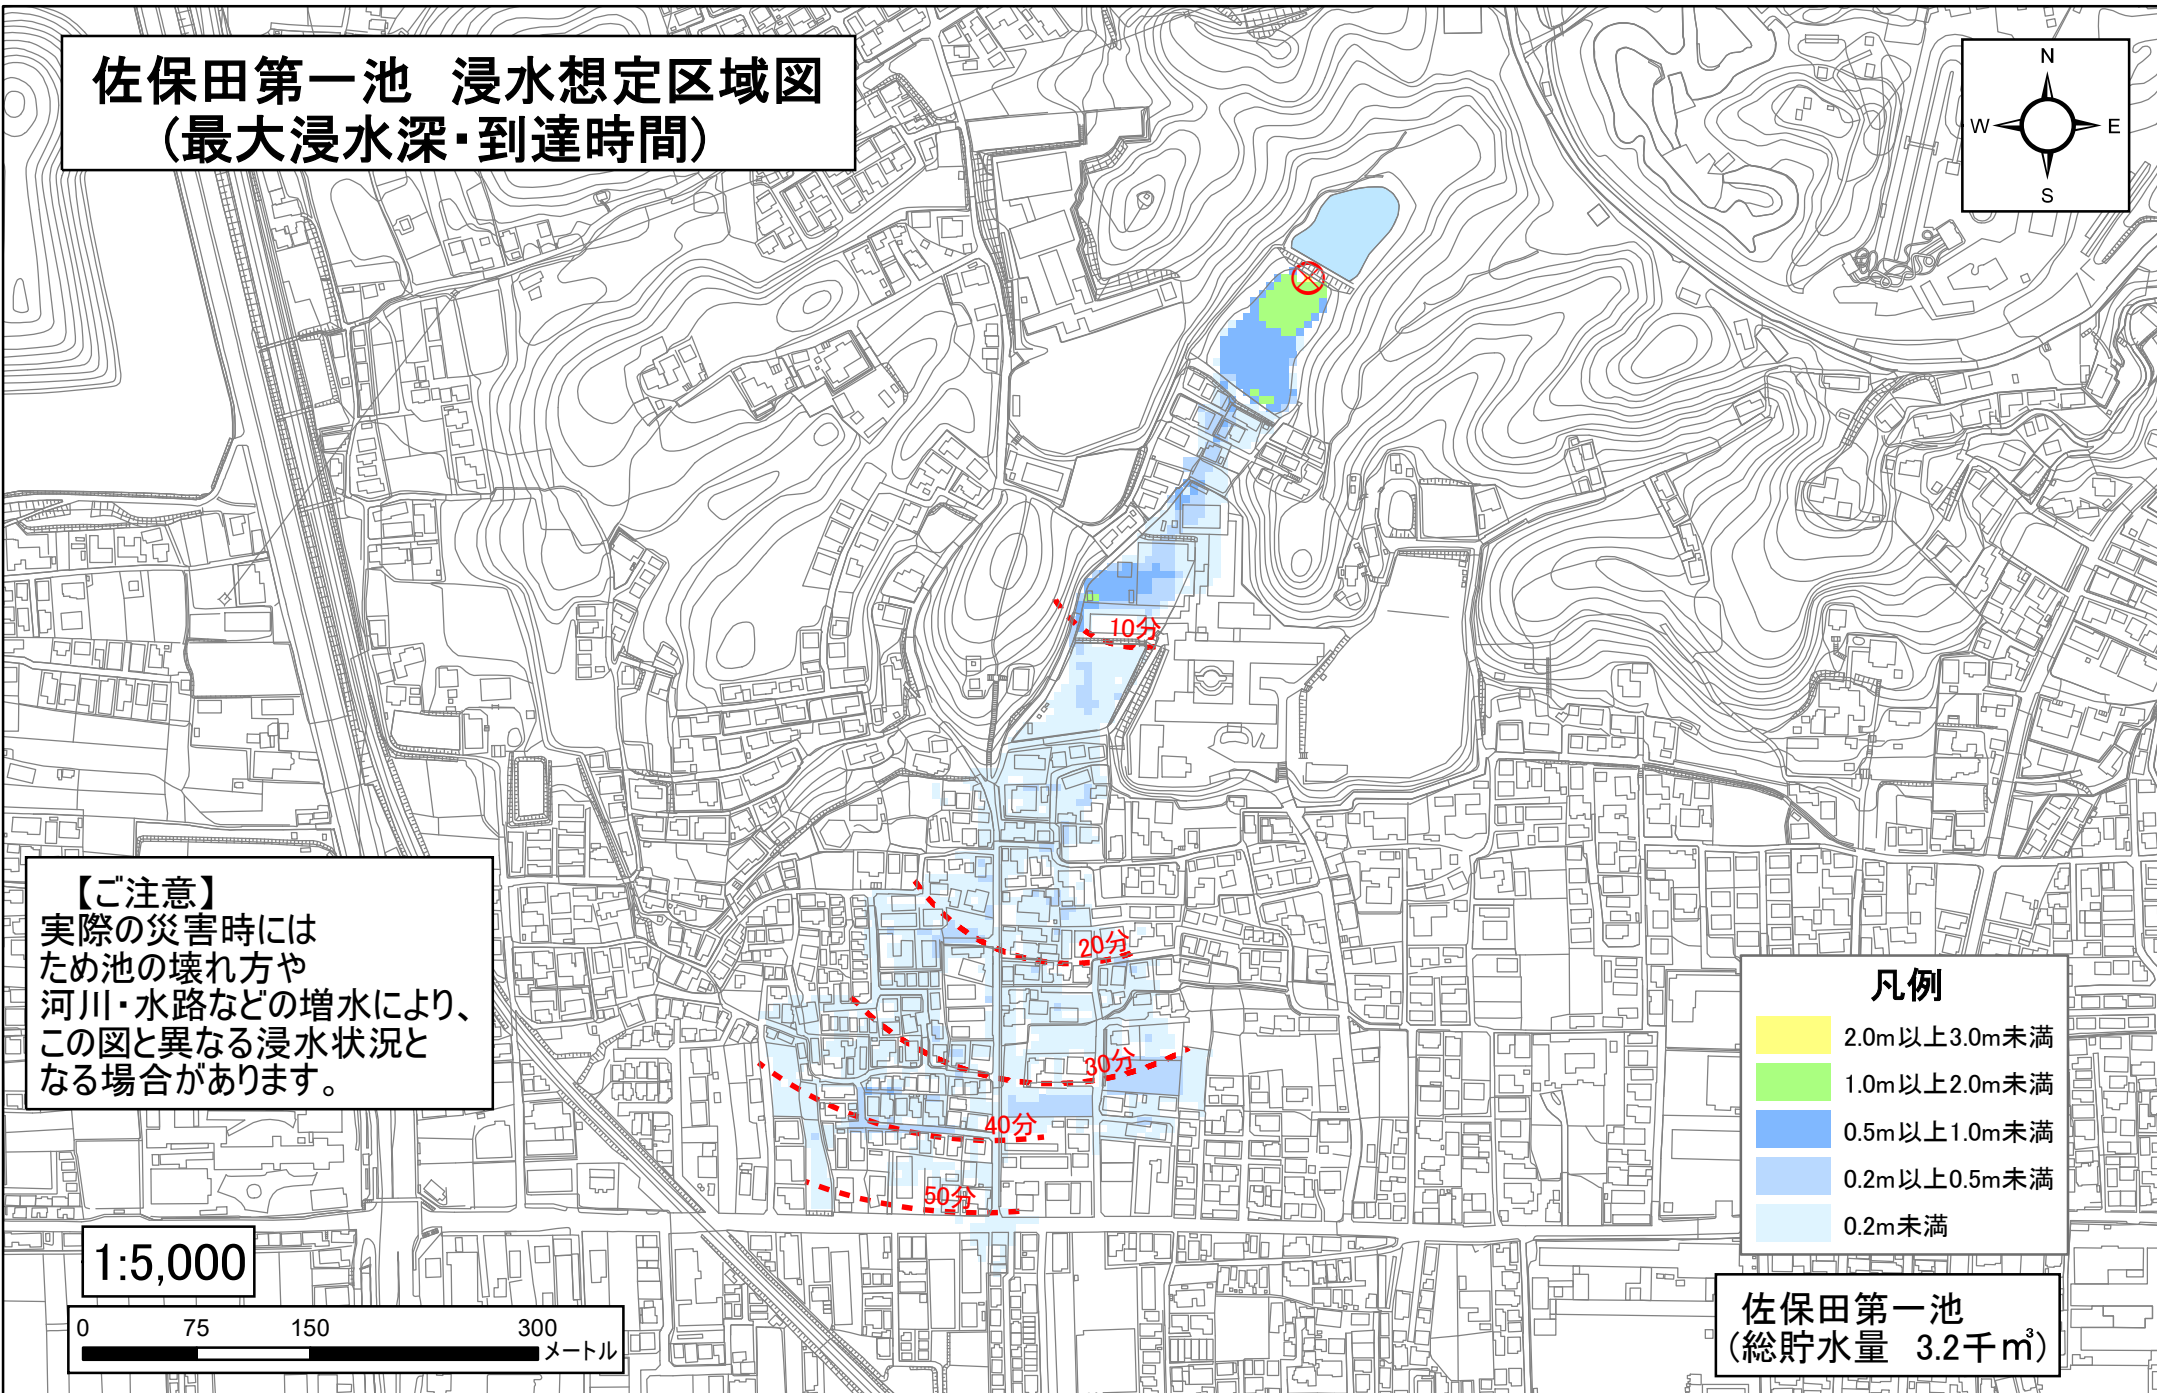 佐保田第一池 浸水想定区域図
(最大浸水深・到達時間)
N
W
E
S
10分
20分
30分
40分
50分
【ご注意】
実際の災害時には
ため池の壊れ方や
河川・水路などの増水により、
この図と異なる浸水状況と
なる場合があります。
凡例
2.0m以上3.0m未満
1.0m以上2.0m未満
0.5m以上1.0m未満
0.2m以上0.5m未満
0.2m未満
1:5,000
0 75 150 300
メートル
佐保田第一池
(総貯水量 3.2千㎥)